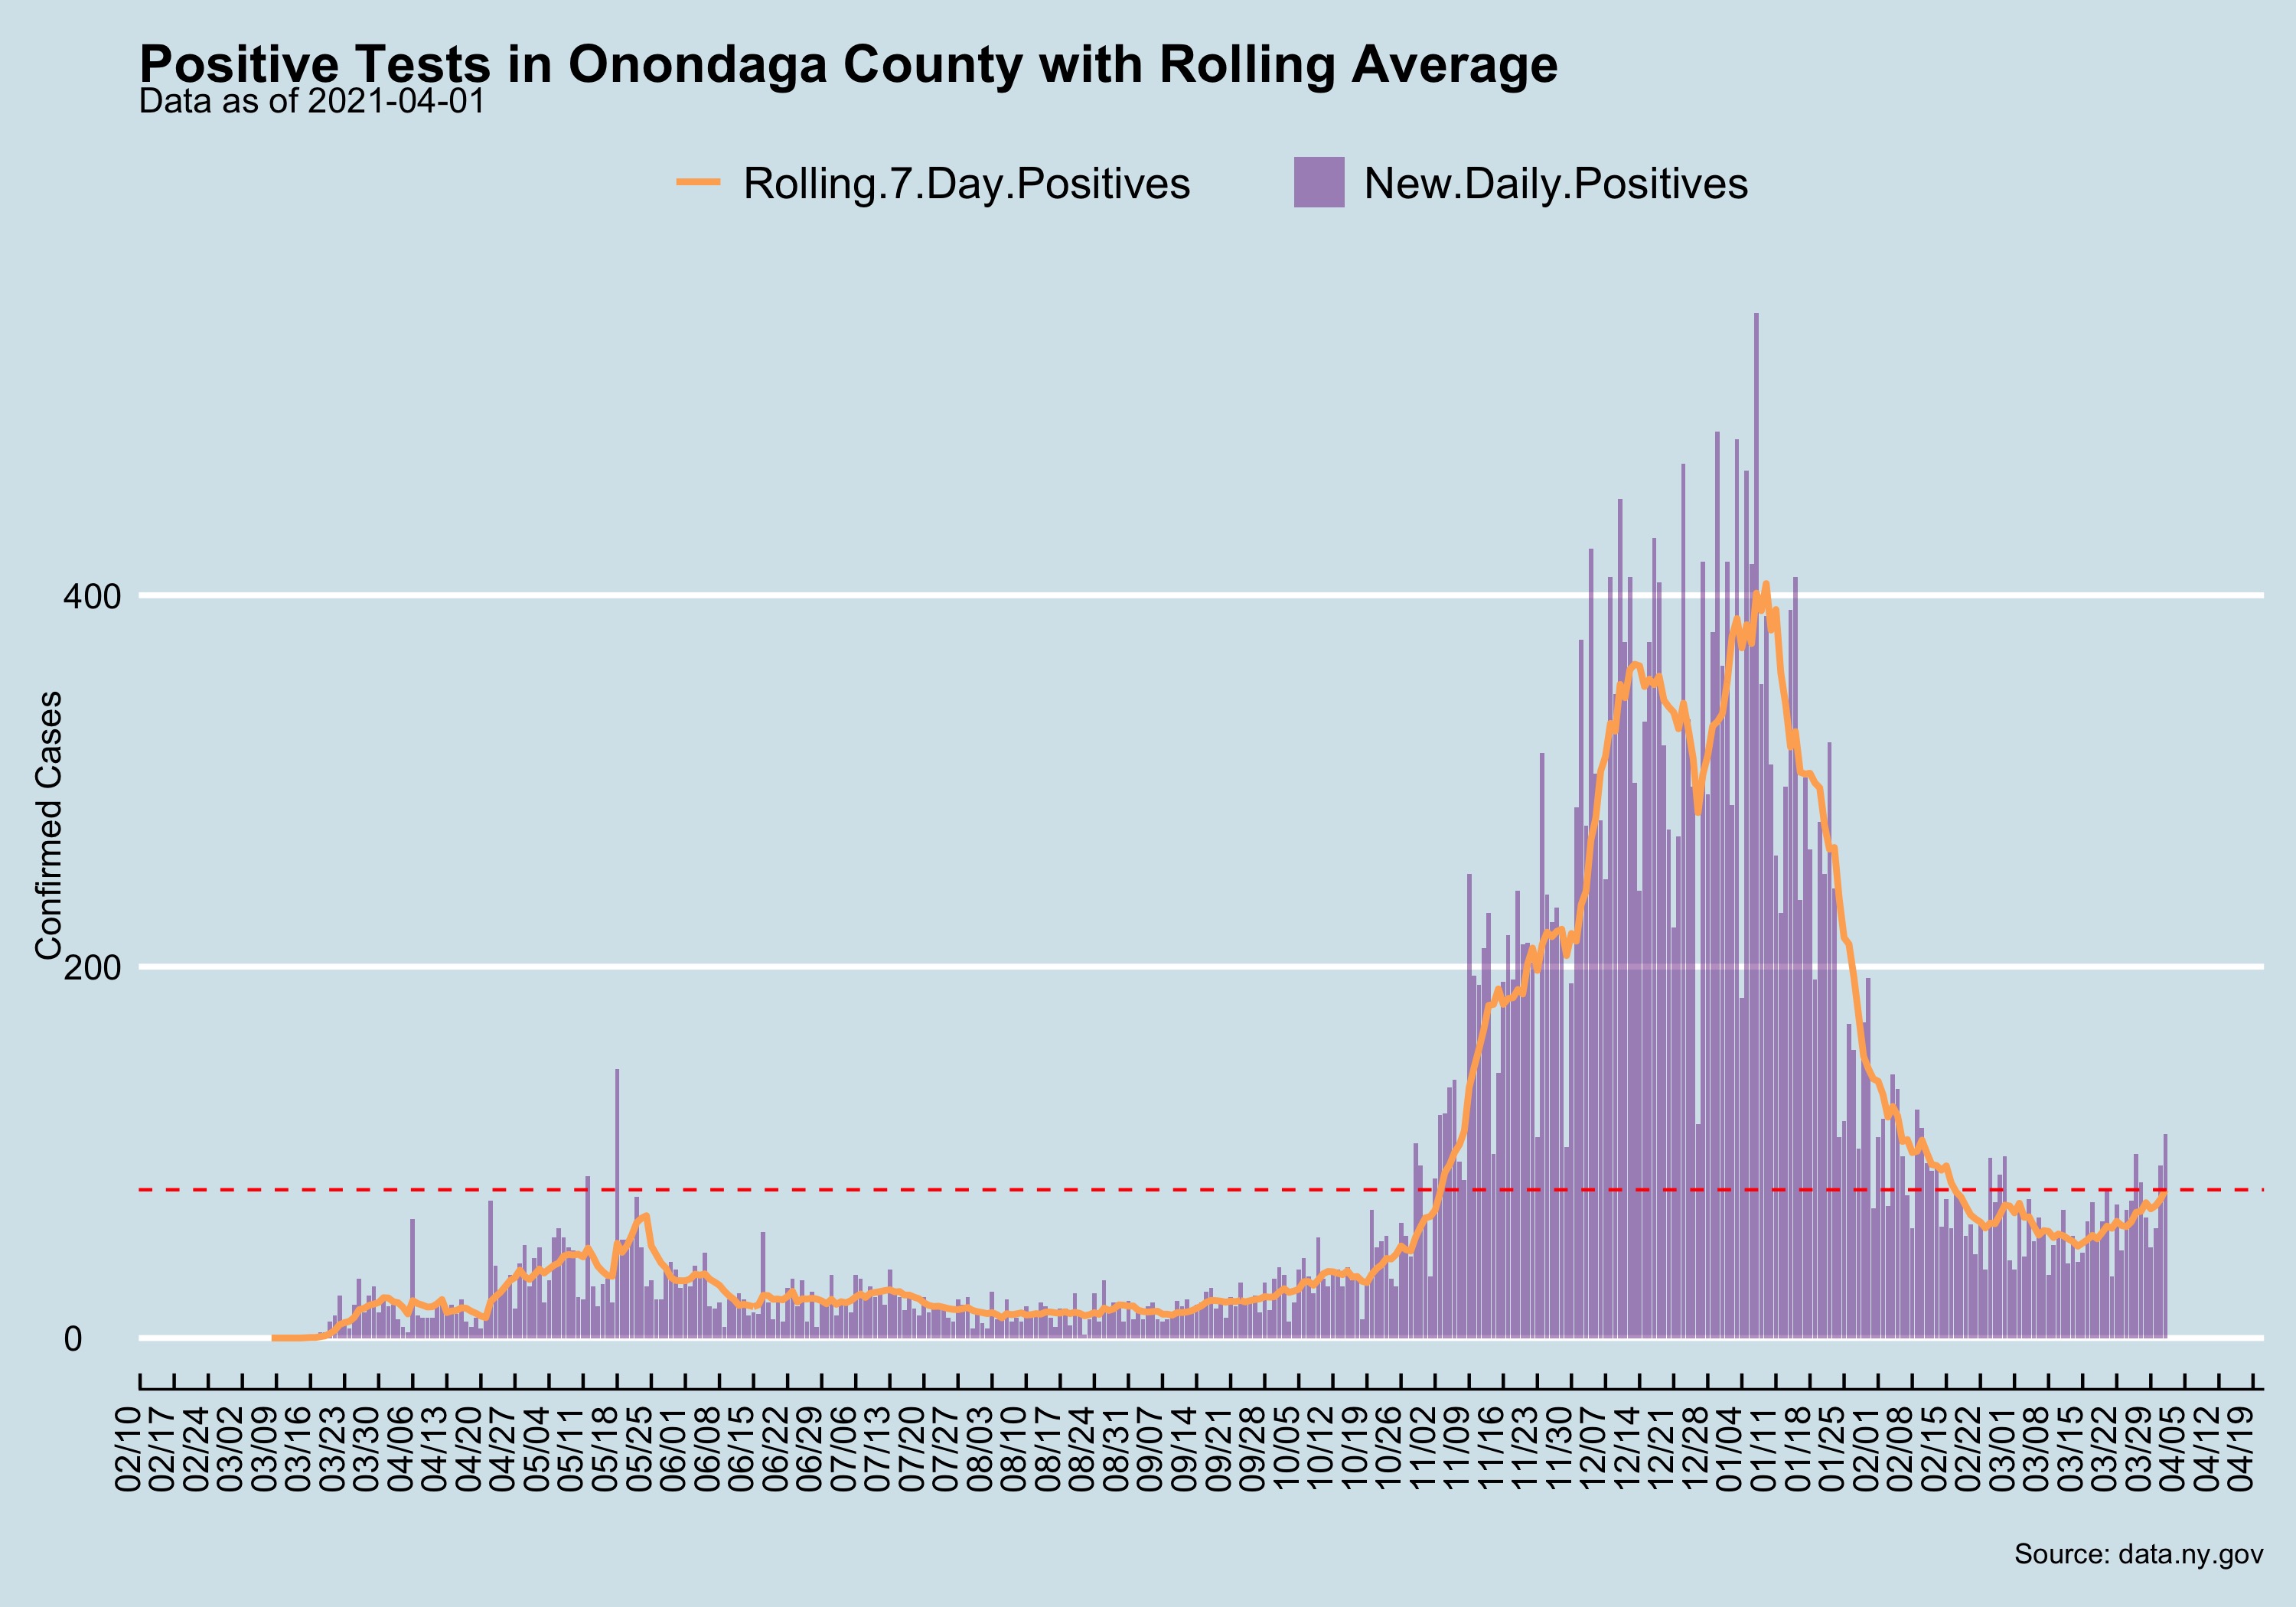 Positive Tests in Onondaga County with Rolling Average
Data as of 2021-04-01
Rolling.7.Day.Positives New.Daily.Positives
Confirmed Cases
400
200
0
02/10 02/17 02/24 03/02 03/09 03/16 03/23 03/30 04/06 04/13 04/20 04/27 05/04 05/11 05/18 05/25 06/01 06/08 06/15 06/22 06/29 07/06 07/13 07/20 07/27 08/03 08/10 08/17 08/24 08/31 09/07 09/14 09/21 09/28 10/05 10/12 10/19 10/26 11/02 11/09 11/16 11/23 11/30 12/07 12/14 12/21 12/28 01/04 01/11 01/18 01/25 02/01 02/08 02/15 02/22 03/01 03/08 03/15 03/22 03/29 04/05 04/12 04/19
Source: data.ny.gov